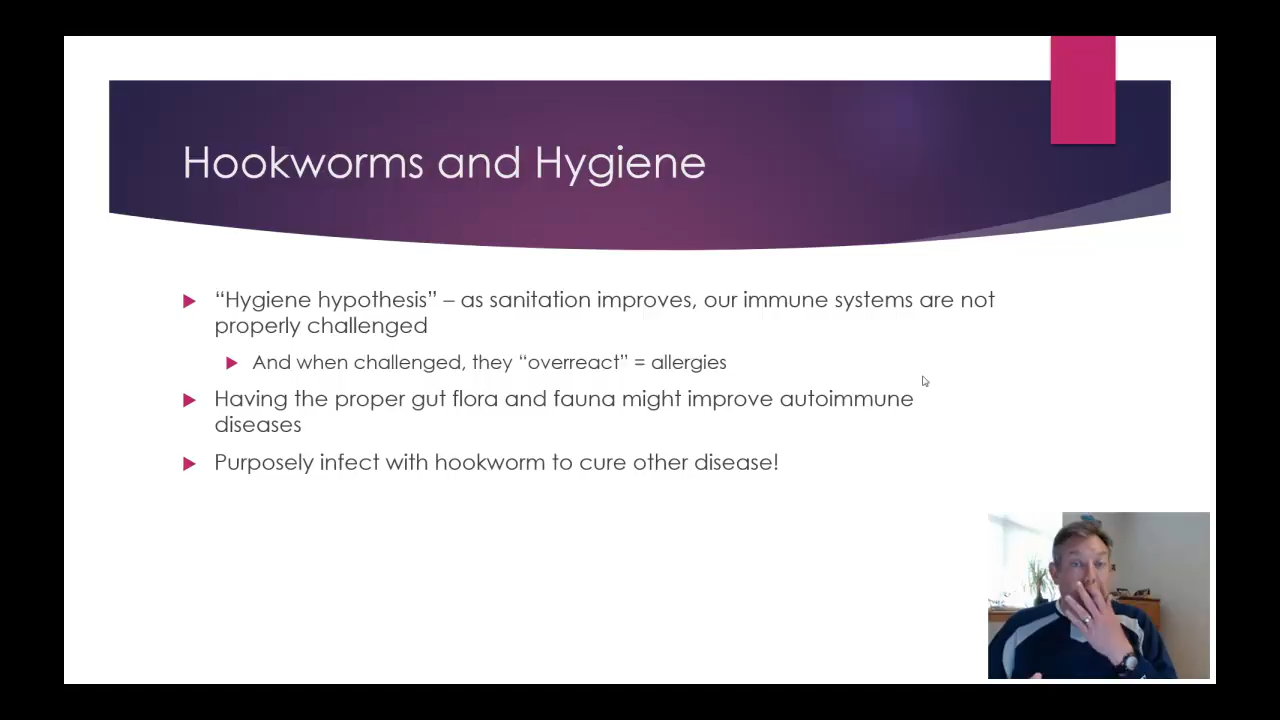 Hookworms and Hygiene
“Hygiene hypothesis” – as sanitation improves, our immune systems are not
properly challenged
And when challenged, they “overreact” = allergies
Having the proper gut flora and fauna might improve autoimmune
diseases
Purposely infect with hookworm to cure other disease!